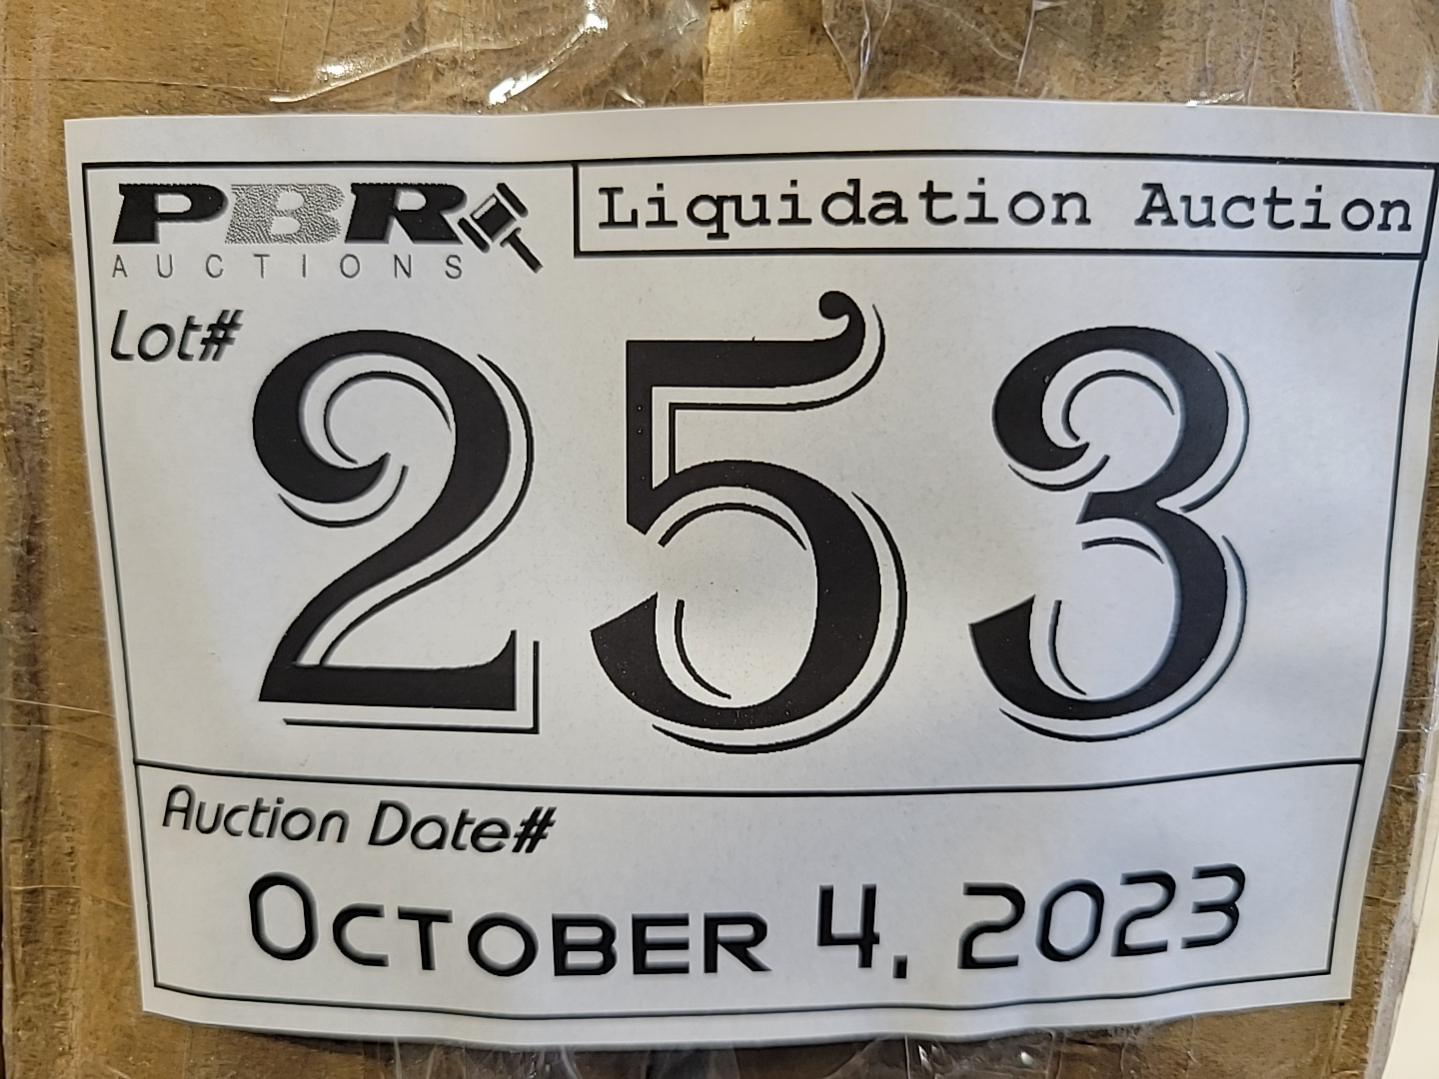 PBR
AUCTIONS
Liquidation Auction
Lot#
253
Auction Date#
OCTOBER 4, 2023